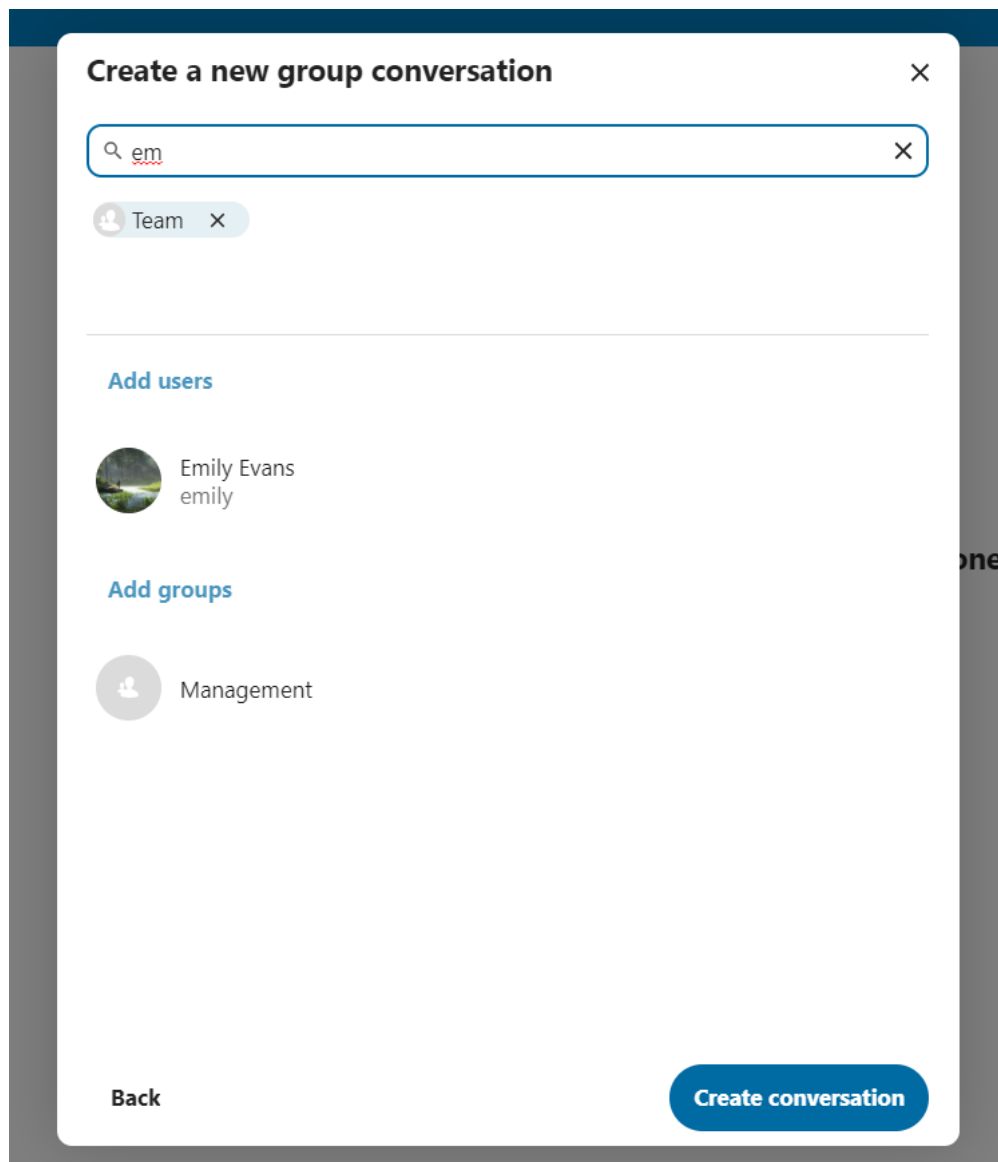 Create a new group conversation
em
Team
Add users
Emily Evans
emily
Add groups
Management
Back
Create conversation